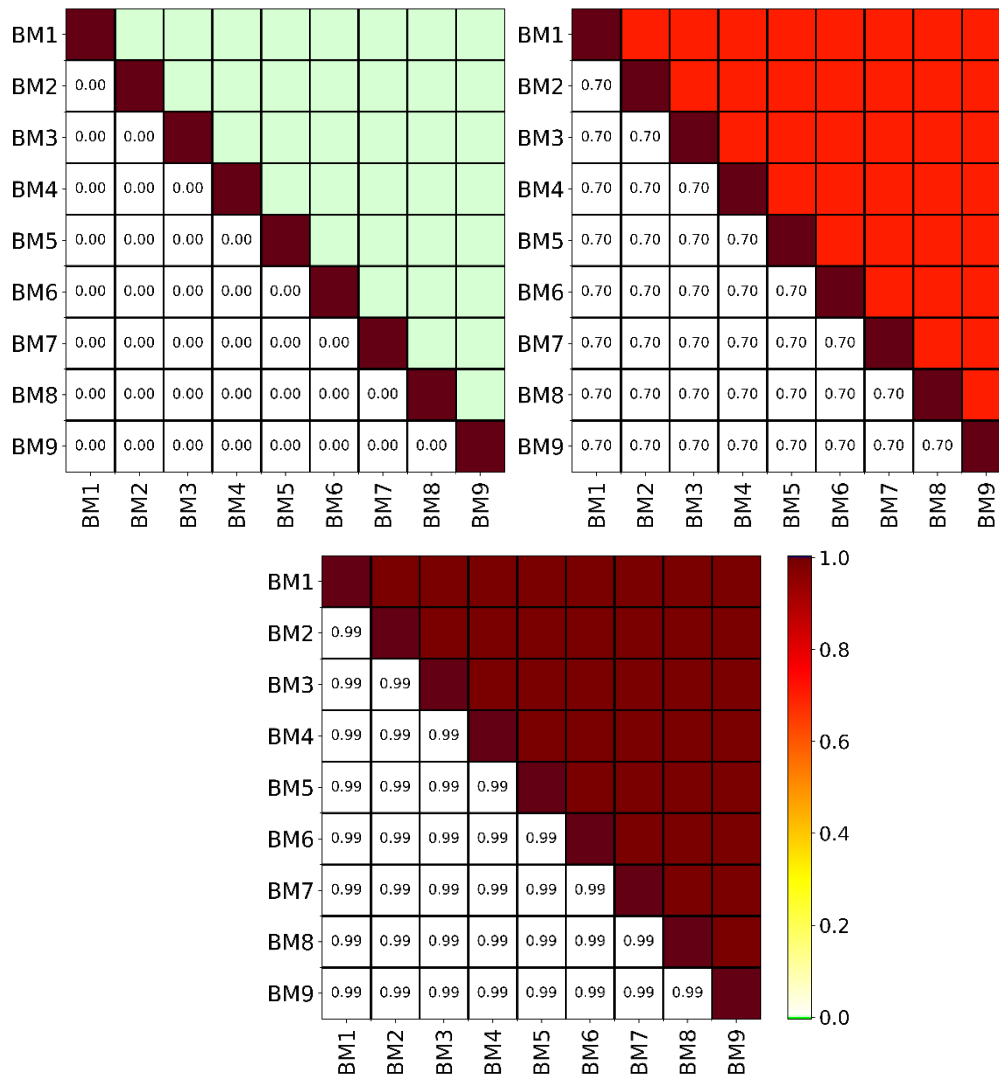 BM1
BM2 0.00
BM3 0.00 0.00
BM4 0.00 0.00 0.00
BM5 0.00 0.00 0.00 0.00
BM6 0.00 0.00 0.00 0.00 0.00
BM7 0.00 0.00 0.00 0.00 0.00 0.00
BM8 0.00 0.00 0.00 0.00 0.00 0.00 0.00
BM9 0.00 0.00 0.00 0.00 0.00 0.00 0.00 0.00
BM1 BM2 BM3 BM4 BM5 BM6 BM7 BM8 BM9
BM1
BM2 0.70
BM3 0.70 0.70
BM4 0.70 0.70 0.70
BM5 0.70 0.70 0.70 0.70
BM6 0.70 0.70 0.70 0.70 0.70
BM7 0.70 0.70 0.70 0.70 0.70 0.70
BM8 0.70 0.70 0.70 0.70 0.70 0.70 0.70
BM9 0.70 0.70 0.70 0.70 0.70 0.70 0.70 0.70
BM1 BM2 BM3 BM4 BM5 BM6 BM7 BM8 BM9
BM1
BM2 0.99
BM3 0.99 0.99
BM4 0.99 0.99 0.99
BM5 0.99 0.99 0.99 0.99
BM6 0.99 0.99 0.99 0.99 0.99
BM7 0.99 0.99 0.99 0.99 0.99 0.99
BM8 0.99 0.99 0.99 0.99 0.99 0.99 0.99
BM9 0.99 0.99 0.99 0.99 0.99 0.99 0.99 0.99
BM1 BM2 BM3 BM4 BM5 BM6 BM7 BM8 BM9
1.0
0.8
0.6
0.4
0.2
0.0